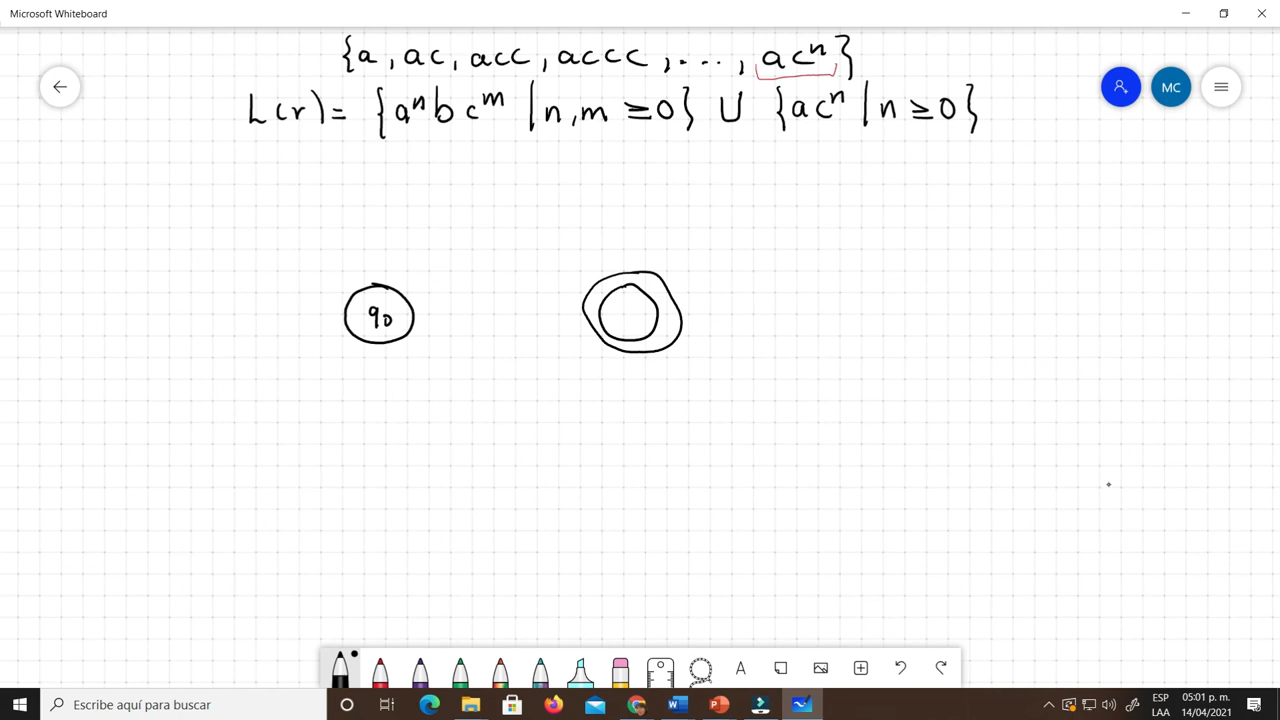 Microsoft Whiteboard
{a, ac, acc, accc, ..., acⁿ}
MC
L(r) = {aⁿbcᵐ | n,m ≥ 0} ∪ {acⁿ | n ≥ 0}
q₀
A
Escribe aquí para buscar
ESP
LAA
05:01 p. m.
14/04/2021